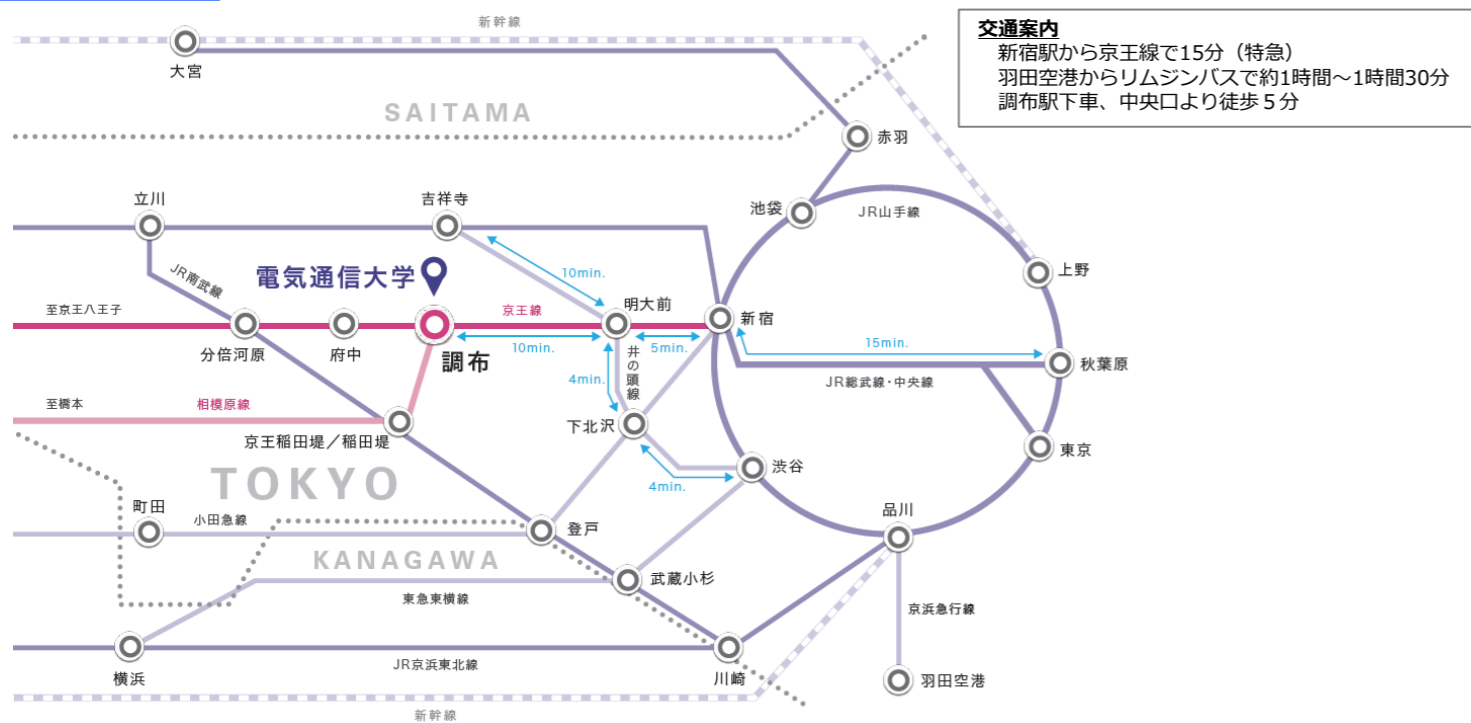 新幹線
大宮
交通案内
新宿駅から京王線で15分（特急）
羽田空港からリムジンバスで約1時間～1時間30分
調布駅下車、中央口より徒歩５分
SAITAMA
赤羽
立川
吉祥寺
池袋
JR山手線
JR南武線
電気通信大学
10min.
上野
至京王八王子
京王線
明大前
新宿
分倍河原
府中
調布
10min.
5min.
井の頭線
15min.
秋葉原
4min.
JR総武線・中央線
至橋本
相模原線
京王稲田堤／稲田堤
下北沢
渋谷
東京
TOKYO
4min.
町田
小田急線
登戸
品川
KANAGAWA
武蔵小杉
東急東横線
京浜急行線
横浜
JR京浜東北線
川崎
羽田空港
新幹線